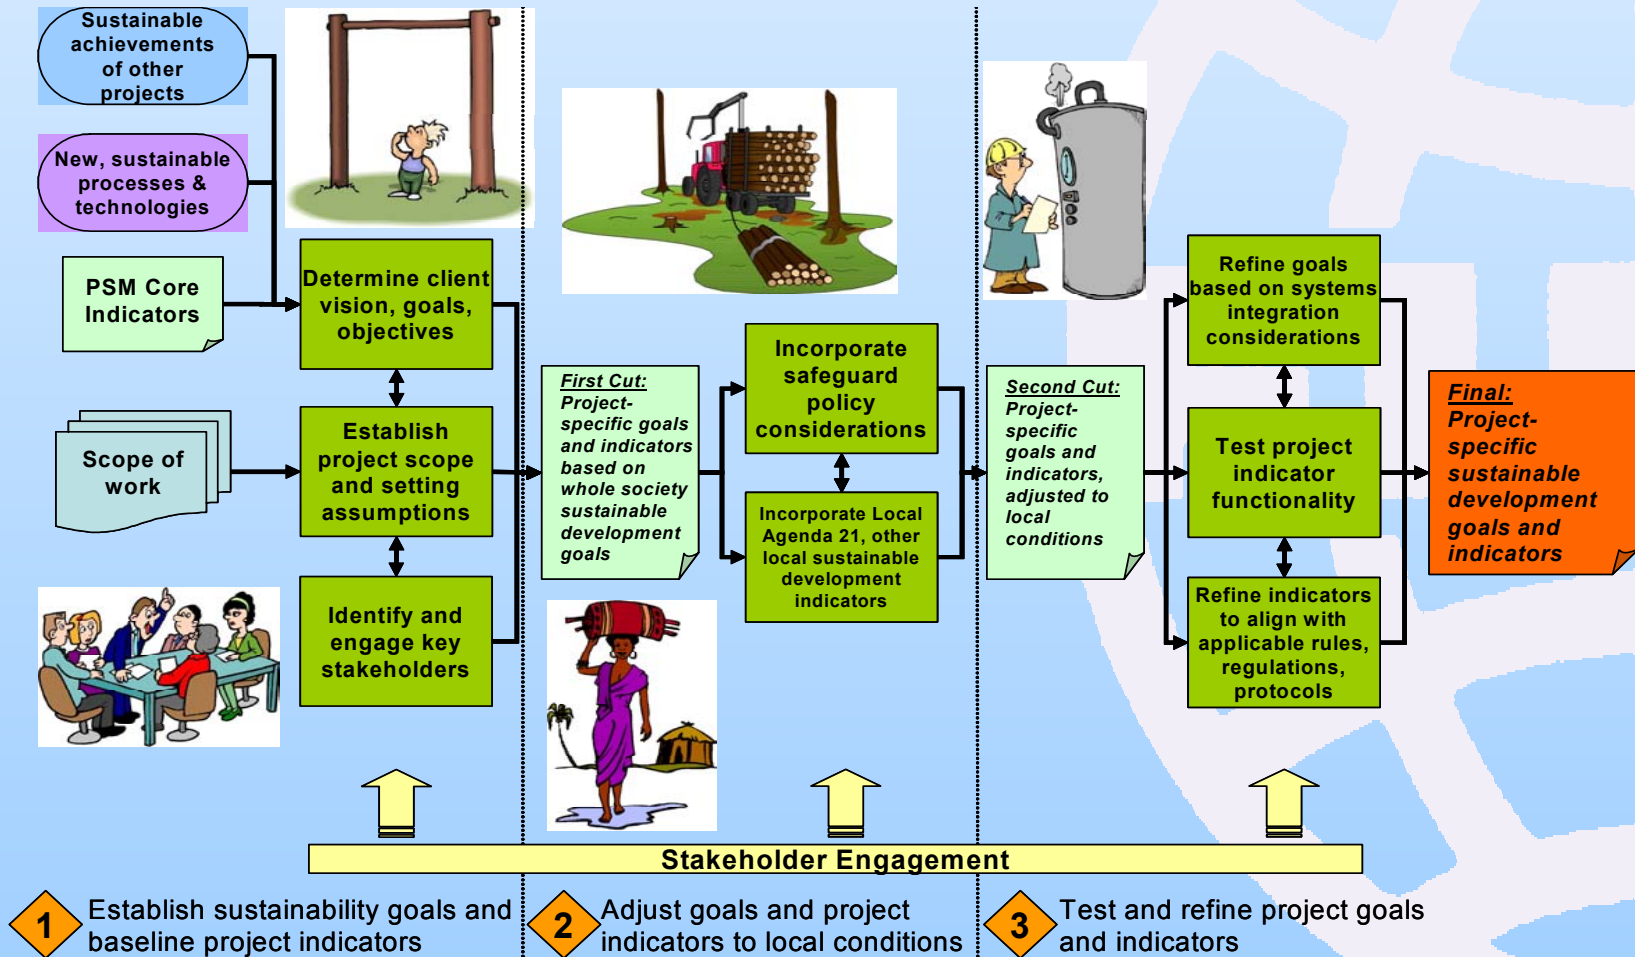 Sustainable
achievements
of other
projects
New, sustainable
processes &
technologies
PSM Core
Indicators
Scope of
work
Determine client
vision, goals,
objectives
Establish
project scope
and setting
assumptions
Identify and
engage key
stakeholders
First Cut:
Project-
specific goals
and indicators
based on
whole society
sustainable
development
goals
Incorporate
safeguard
policy
considerations
Incorporate Local
Agenda 21, other
local sustainable
development
indicators
Second Cut:
Project-
specific
goals and
indicators,
adjusted to
local
conditions
Refine goals
based on systems
integration
considerations
Test project
indicator
functionality
Refine indicators
to align with
applicable rules,
regulations,
protocols
Final:
Project-
specific
sustainable
development
goals and
indicators
Stakeholder Engagement
1 Establish sustainability goals and
baseline project indicators
2 Adjust goals and project
indicators to local conditions
3 Test and refine project goals
and indicators